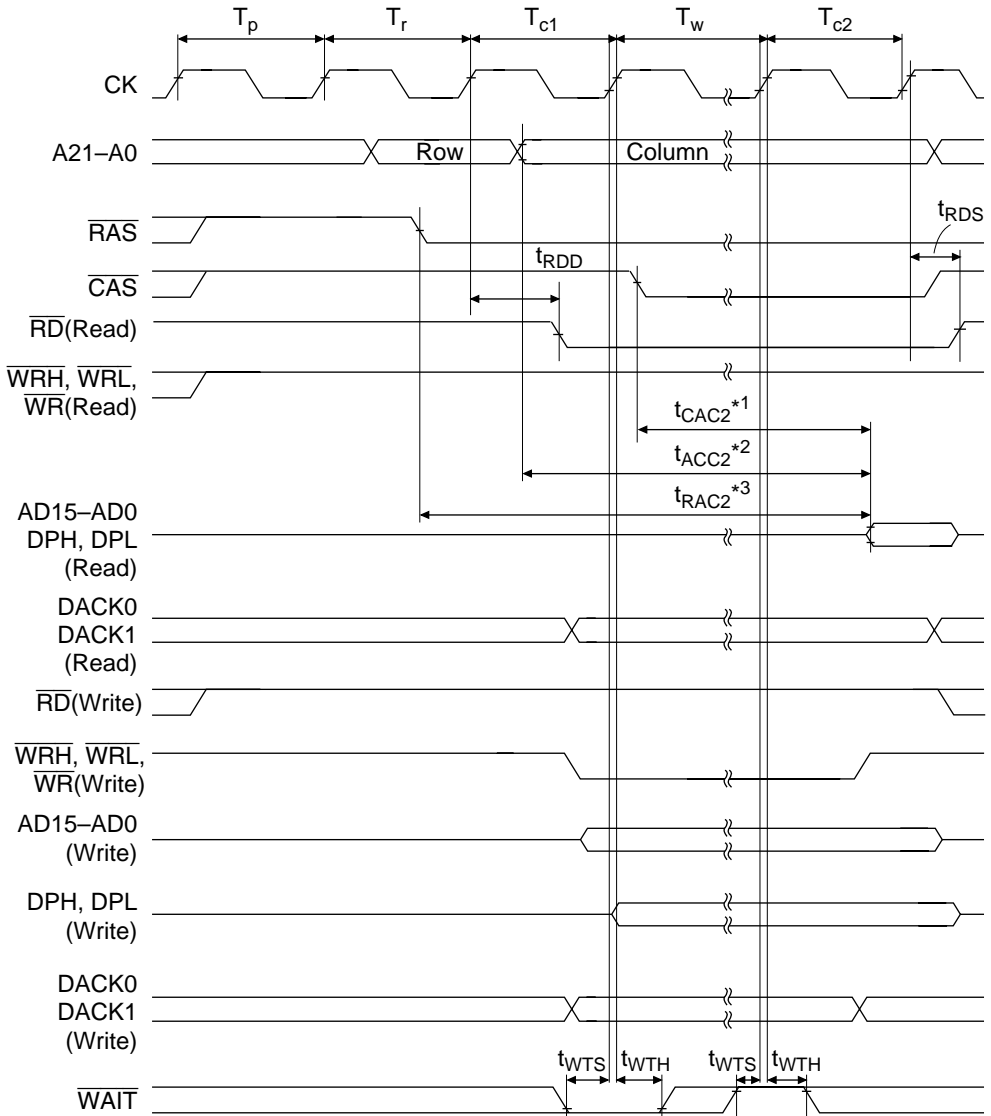 Tp Tr Tc1 Tw Tc2
CK
A21–A0 Row Column
RAS
tRDS
tRDD
CAS
RD(Read)
WRH, WRL,
WR(Read)
tCAC2*1
tACC2*2
tRAC2*3
AD15–AD0
DPH, DPL
(Read)
DACK0
DACK1
(Read)
RD(Write)
WRH, WRL,
WR(Write)
AD15–AD0
(Write)
DPH, DPL
(Write)
DACK0
DACK1
(Write)
tWTS tWTH tWTS tWTH
WAIT